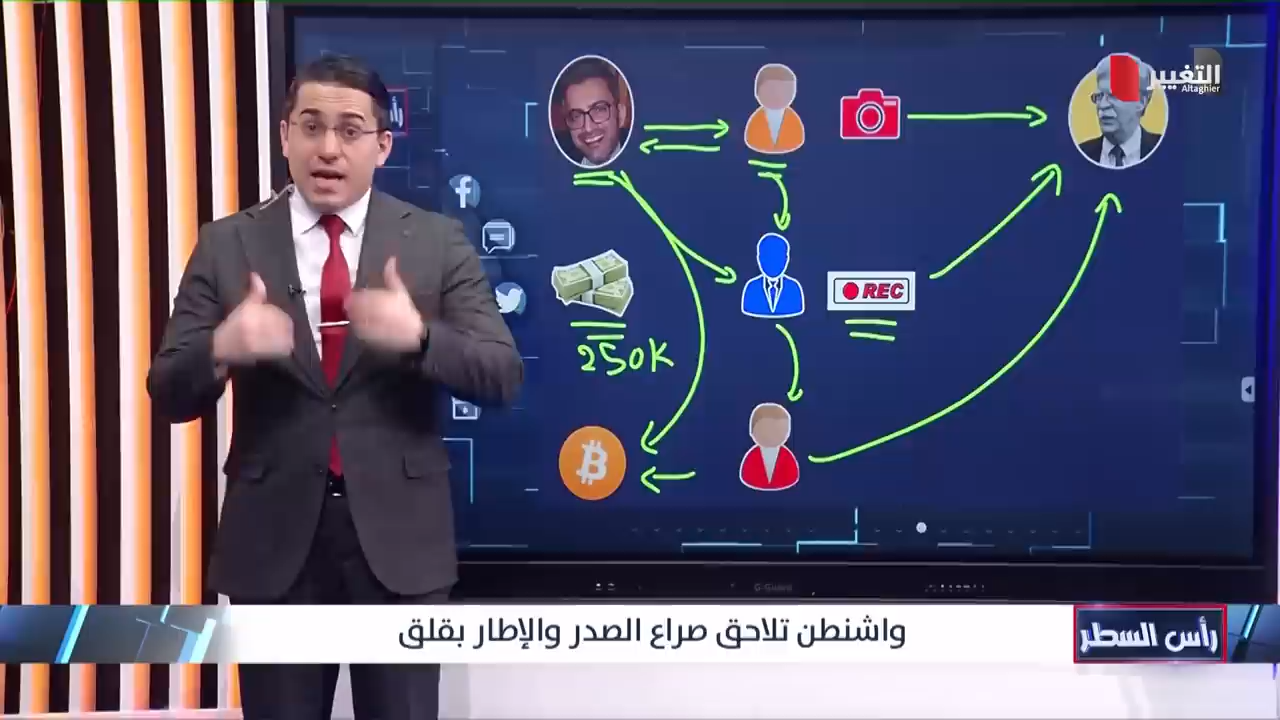 التغيير
Altaghier
REC
250K
واشنطن تلاحق صراع الصدر والإطار بقلق
رأس السطر